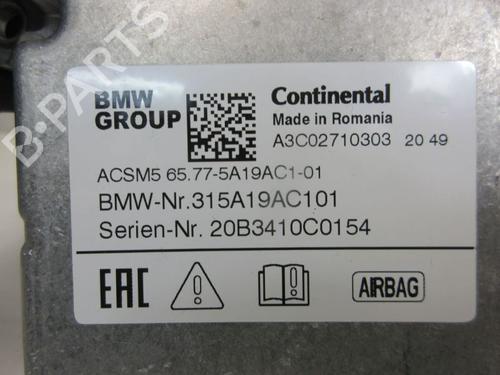 B-PARTS
BMW GROUP
Continental
Made in Romania
A3C02710303 20 49
ACSM5 65.77-5A19AC1-01
BMW-Nr.315A19AC101
Serien-Nr. 20B3410C0154
EAC
AIRBAG